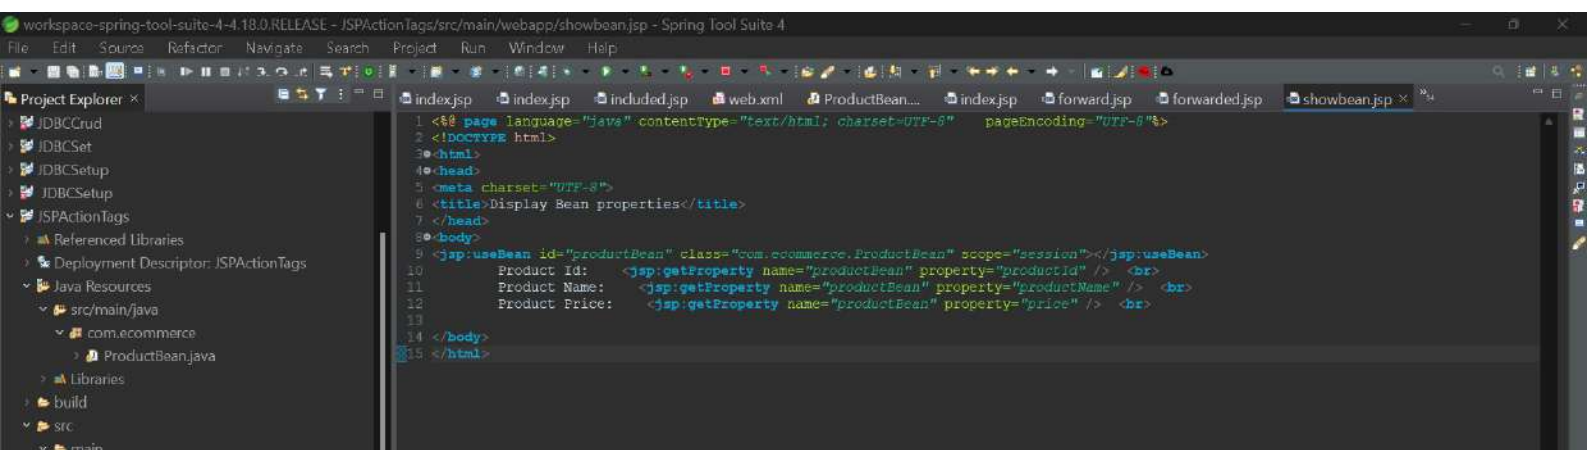 workspace-spring-tool-suite-4-4.18.0.RELEASE - JSPActionTags/src/main/webapp/showbean.jsp - Spring Tool Suite 4
File Edit Source Refactor Navigate Search Project Run Window Help
Project Explorer ×
index.jsp index.jsp included.jsp web.xml ProductBean.... index.jsp forward.jsp forwarded.jsp showbean.jsp ×
JDBCCrud
JDBCSet
JDBCSetup
JDBCSetup
JSPActionTags
Referenced Libraries
Deployment Descriptor: JSPActionTags
Java Resources
src/main/java
com.ecommerce
ProductBean.java
Libraries
build
src
main
1 <%@ page language="java" contentType="text/html; charset=UTF-8" pageEncoding="UTF-8"%>
2 <!DOCTYPE html>
3 <html>
4 <head>
5 <meta charset="UTF-8">
6 <title>Display Bean properties</title>
7 </head>
8 <body>
9 <jsp:useBean id="productBean" class="com.ecommerce.ProductBean" scope="session"></jsp:useBean>
10 Product Id: <jsp:getProperty name="productBean" property="productId" /> <br>
11 Product Name: <jsp:getProperty name="productBean" property="productName" /> <br>
12 Product Price: <jsp:getProperty name="productBean" property="price" /> <br>
13
14 </body>
15 </html>